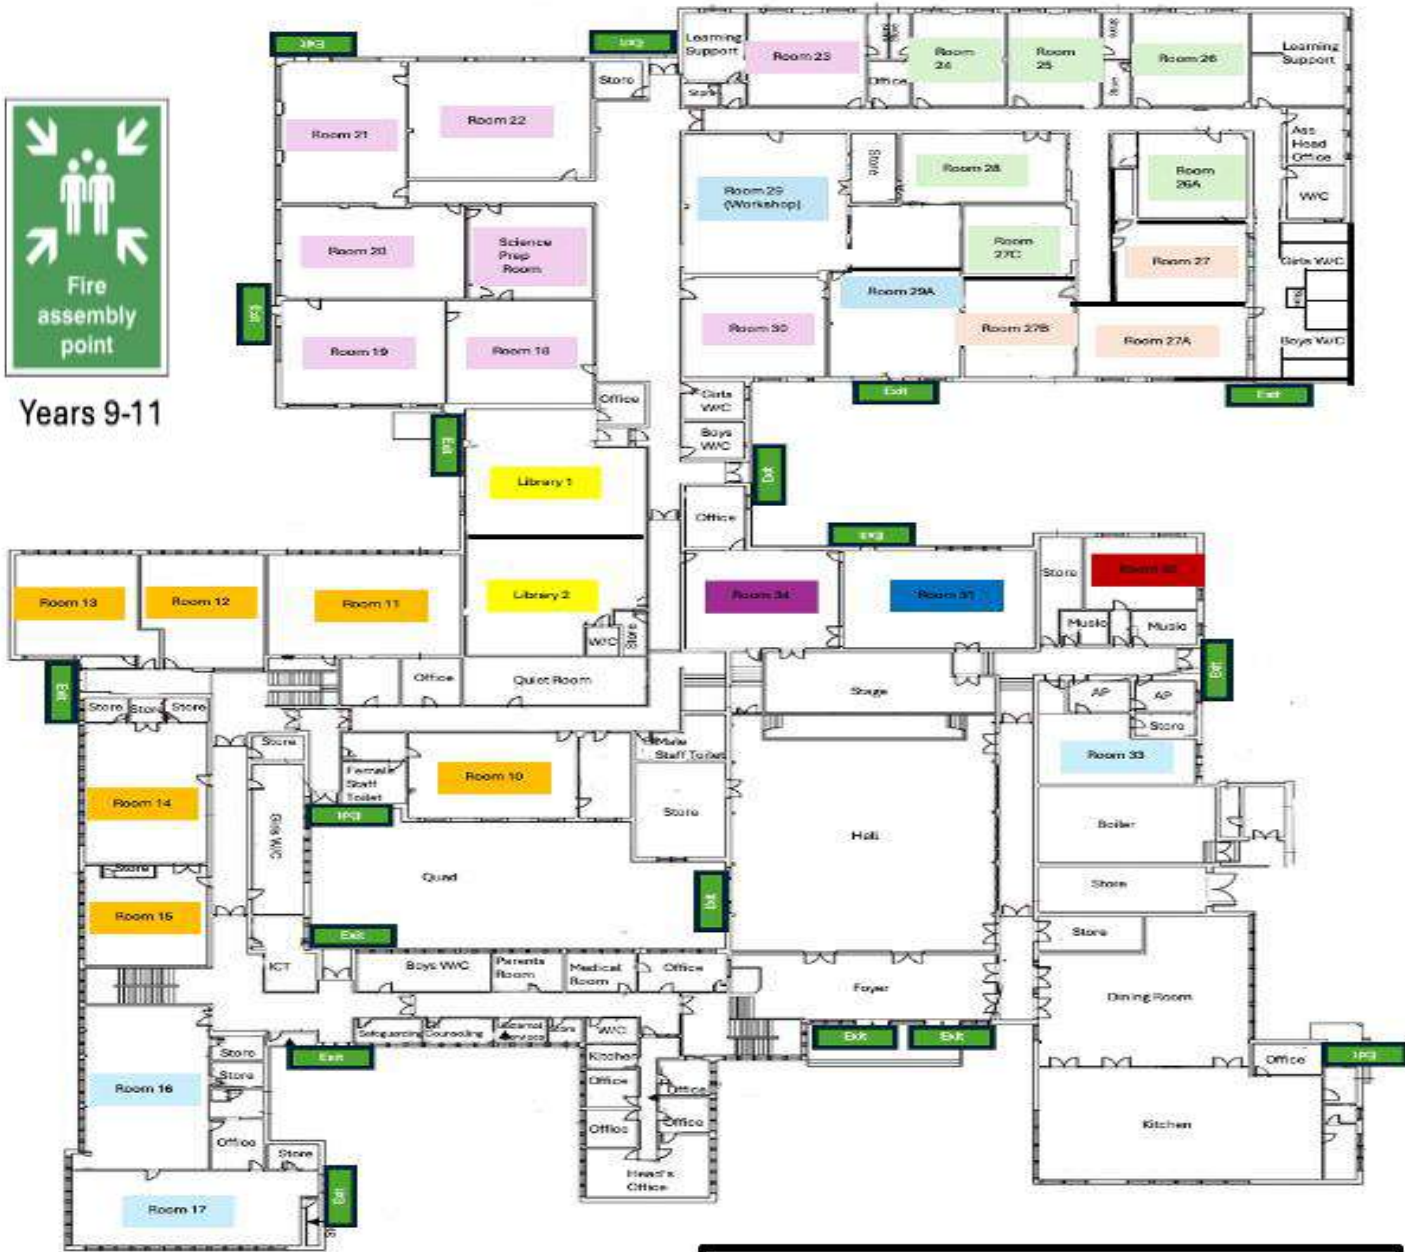 Exit
Exit
Learning
Support
Room 23
Store
Room
24
Room
25
Store
Room 26
Learning
Support
Store
Office
Store
Store
Room 21
Room 22
Ass
Head
Office
Store
Room 28
Room
26A
Room 29
(Workshop)
W/C
Fire
assembly
point
Years 9-11
Room 20
Science
Prep
Room
Room
27C
Room 27
Girls W/C
Room 29A
Exit
Room 19
Room 18
Room 30
Room 27B
Room 27A
Boys W/C
Exit
Exit
Office
Girls
W/C
Boys
W/C
Exit
Exit
Library 1
Office
Exit
Room 13
Room 12
Room 11
Library 2
W/C
Store
Room 34
Room 31
Store
Music
Music
Exit
Office
Quiet Room
Stage
AP
AP
Exit
Store
Store
Store
Store
Store
Male
Staff Toilet
Room 33
Female
Staff
Toilet
Room 10
Room 14
Exit
Store
Girls W/C
Hall
Boiler
Store
Quad
Store
Exit
Room 15
Exit
Store
ICT
Boys W/C
Parents
Room
Medical
Room
Office
Foyer
Dining Room
Safeguarding
Counselling
Store
W/C
Exit
Exit
Exit
Store
Store
Kitchen
Office
Office
Office
Exit
Room 16
Office
Office
Office
Kitchen
Store
Head's
Office
Room 17
Exit